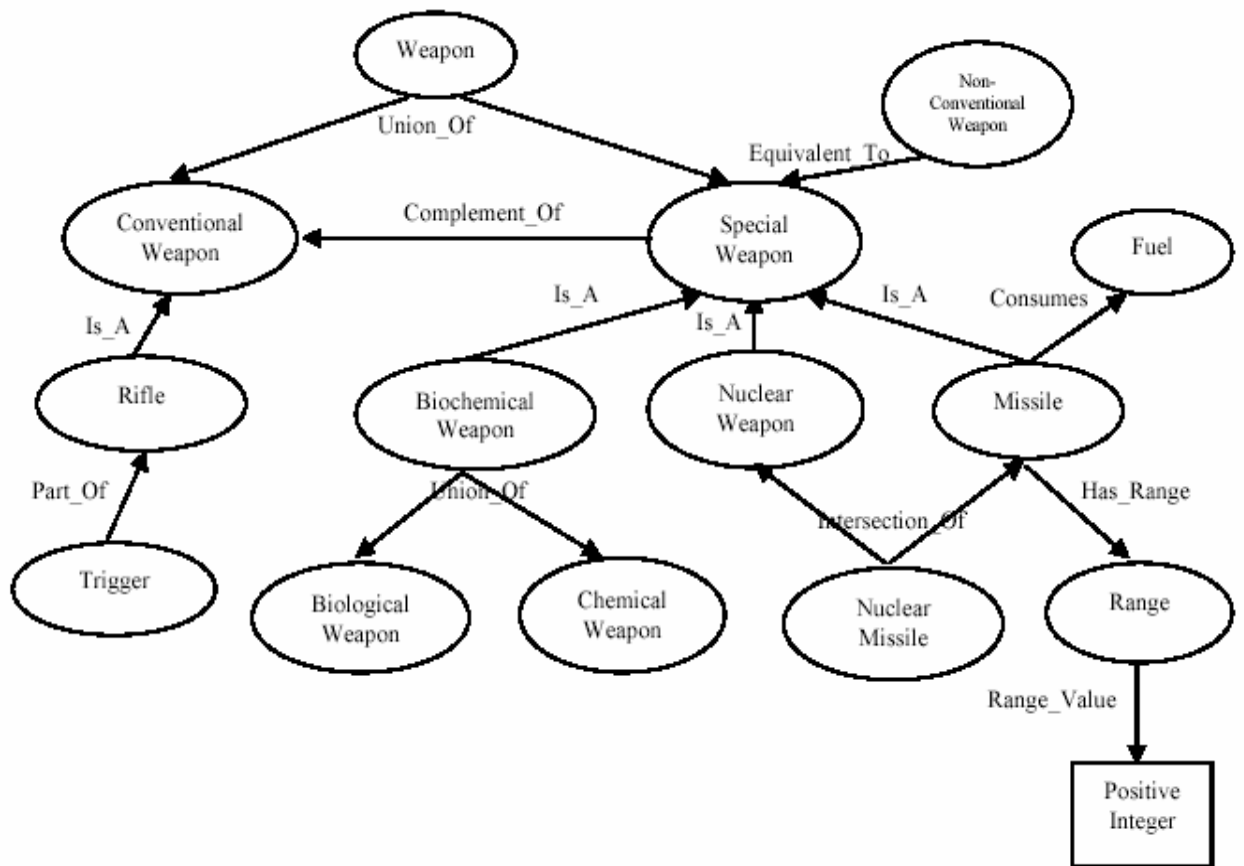 Weapon
Non-
Conventional
Weapon
Union_Of
Equivalent_To
Conventional
Weapon
Complement_Of
Special
Weapon
Fuel
Is_A
Is_A
Is_A
Is_A
Consumes
Rifle
Biochemical
Weapon
Nuclear
Weapon
Missile
Part_Of
Union_Of
Intersection_Of
Has_Range
Trigger
Biological
Weapon
Chemical
Weapon
Nuclear
Missile
Range
Range_Value
Positive
Integer